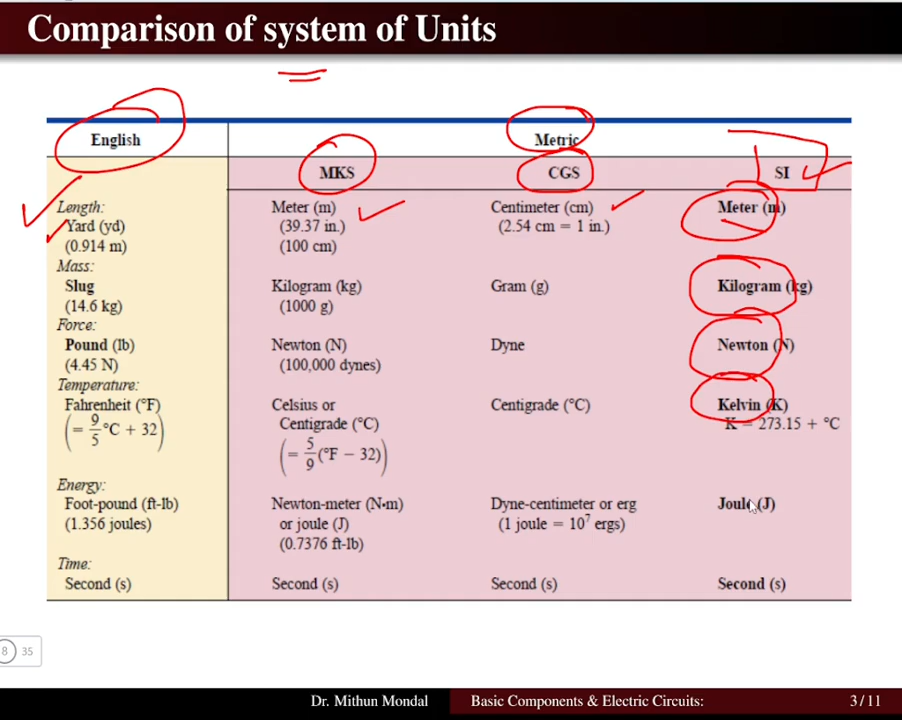 Comparison of system of Units
English
Metric
MKS
CGS
SI
Length:
Yard (yd)
(0.914 m)
Meter (m)
(39.37 in.)
(100 cm)
Centimeter (cm)
(2.54 cm = 1 in.)
Meter (m)
Mass:
Slug
(14.6 kg)
Kilogram (kg)
(1000 g)
Gram (g)
Kilogram (kg)
Force:
Pound (lb)
(4.45 N)
Newton (N)
(100,000 dynes)
Dyne
Newton (N)
Temperature:
Fahrenheit (°F)
(= 9/5 °C + 32)
Celsius or
Centigrade (°C)
(= 5/9 (°F − 32))
Centigrade (°C)
Kelvin (K)
K = 273.15 + °C
Energy:
Foot-pound (ft-lb)
(1.356 joules)
Newton-meter (N•m)
or joule (J)
(0.7376 ft-lb)
Dyne-centimeter or erg
(1 joule = 10⁷ ergs)
Joule (J)
Time:
Second (s)
Second (s)
Second (s)
Second (s)
8 35
Dr. Mithun Mondal
Basic Components & Electric Circuits:
3 / 11